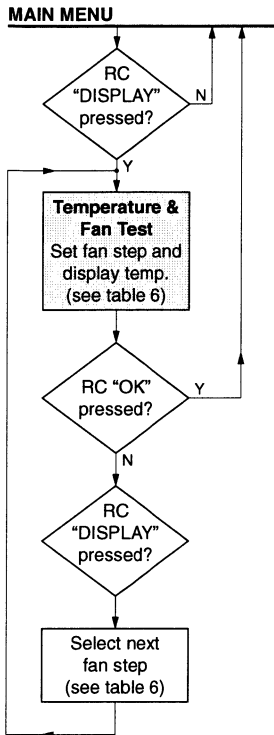 MAIN MENU
RC
“DISPLAY”
pressed?
N
Y
Temperature &
Fan Test
Set fan step and
display temp.
(see table 6)
RC “OK”
pressed?
Y
N
RC
“DISPLAY”
pressed?
Select next
fan step
(see table 6)